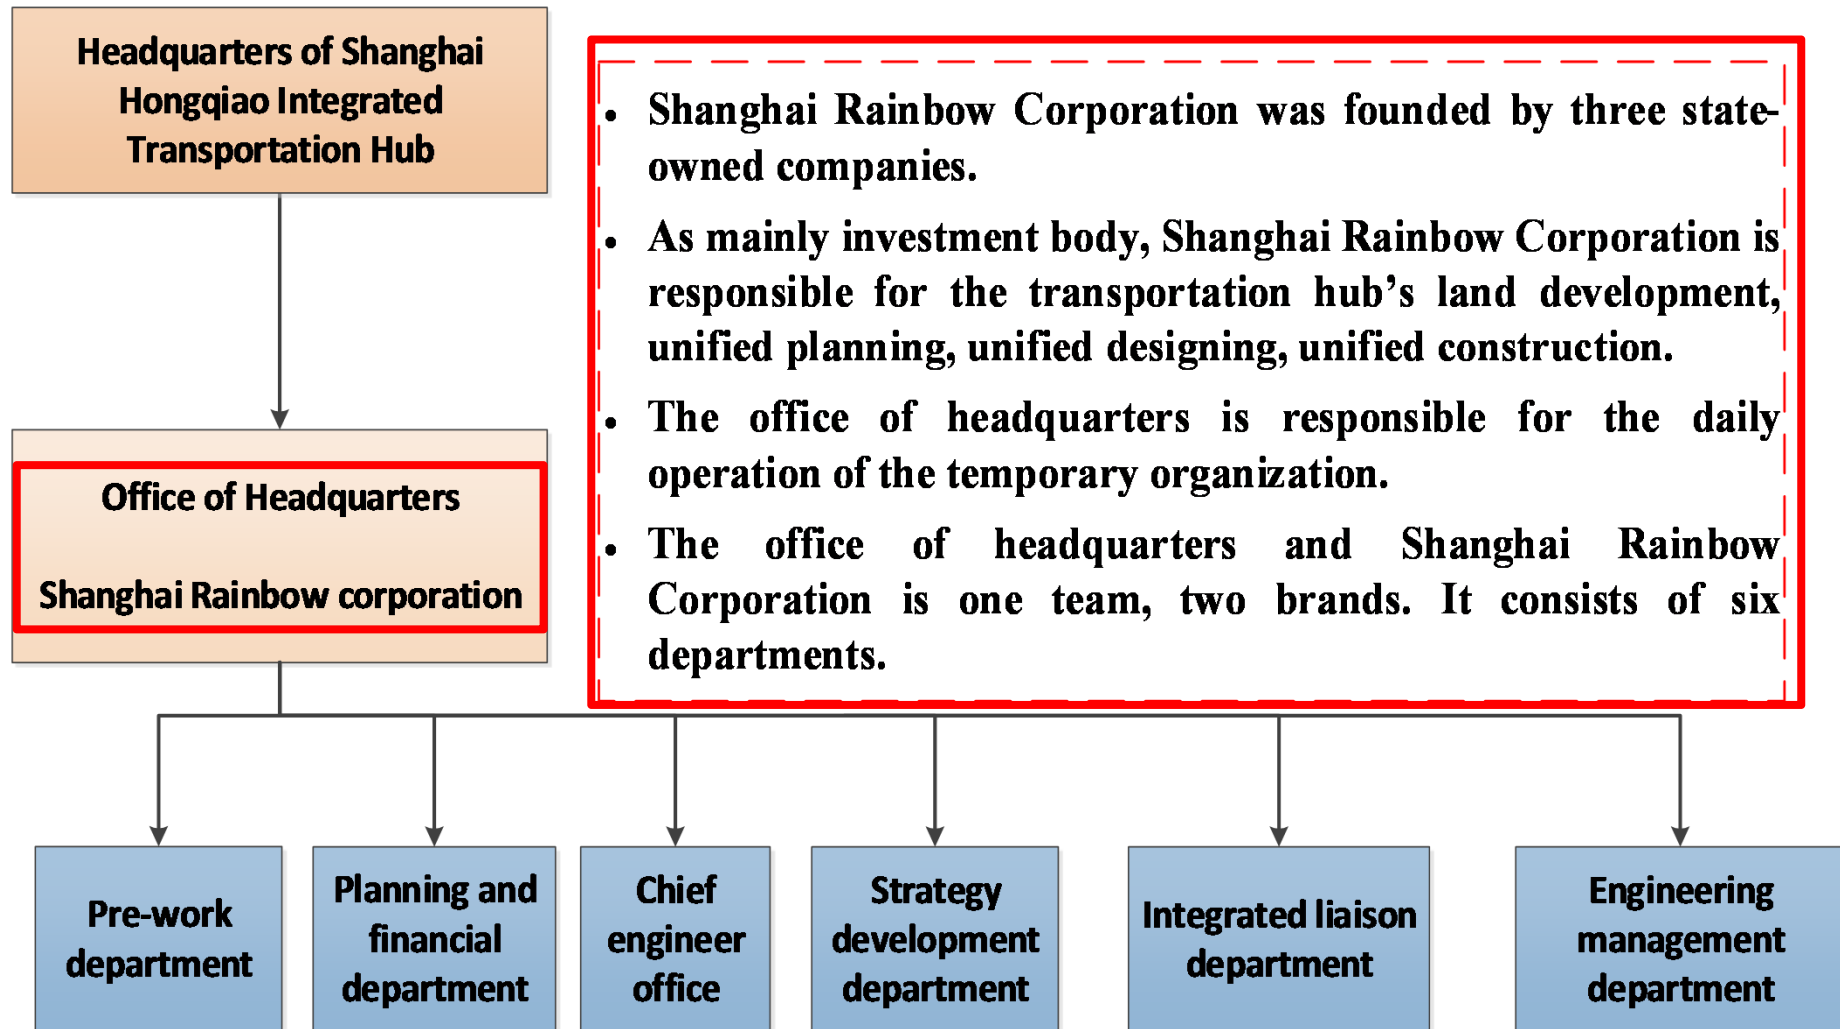 Headquarters of Shanghai
Hongqiao Integrated
Transportation Hub
• Shanghai Rainbow Corporation was founded by three state-
owned companies.
• As mainly investment body, Shanghai Rainbow Corporation is
responsible for the transportation hub’s land development,
unified planning, unified designing, unified construction.
• The office of headquarters is responsible for the daily
operation of the temporary organization.
• The office of headquarters and Shanghai Rainbow
Corporation is one team, two brands. It consists of six
departments.
Office of Headquarters
Shanghai Rainbow corporation
Pre-work
department
Planning and
financial
department
Chief
engineer
office
Strategy
development
department
Integrated liaison
department
Engineering
management
department